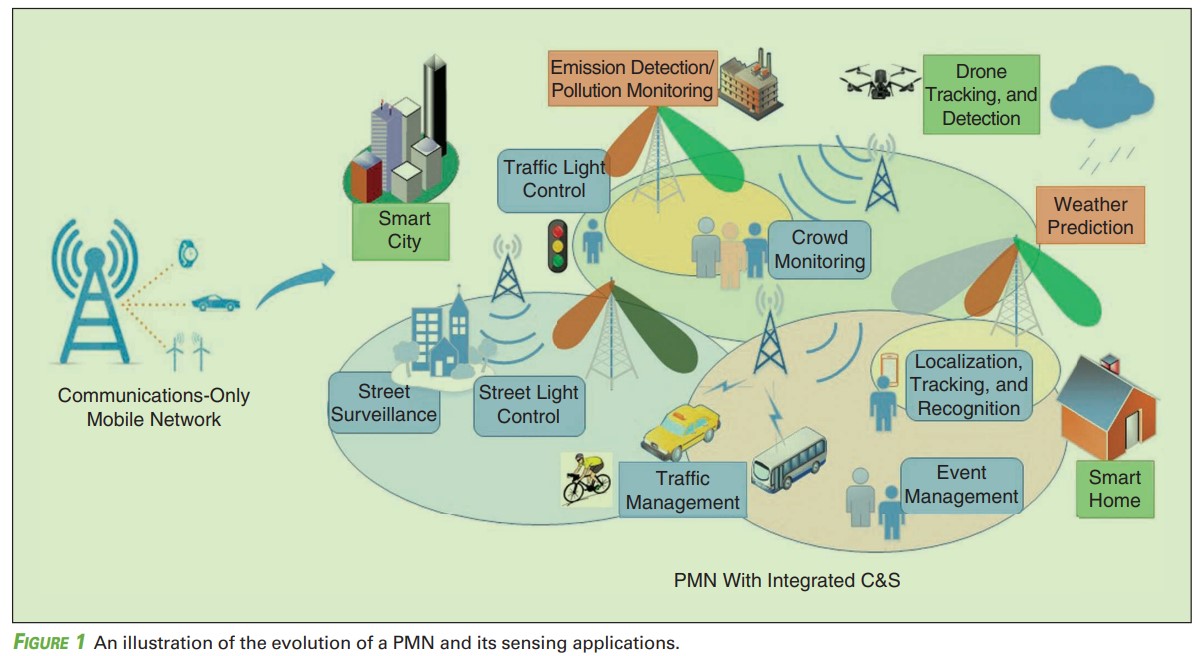 Emission Detection/
Pollution Monitoring
Drone
Tracking, and
Detection
Traffic Light
Control
Smart
City
Weather
Prediction
Crowd
Monitoring
Communications-Only
Mobile Network
Street
Surveillance
Street Light
Control
Localization,
Tracking, and
Recognition
Traffic
Management
Event
Management
Smart
Home
PMN With Integrated C&S
FIGURE 1 An illustration of the evolution of a PMN and its sensing applications.